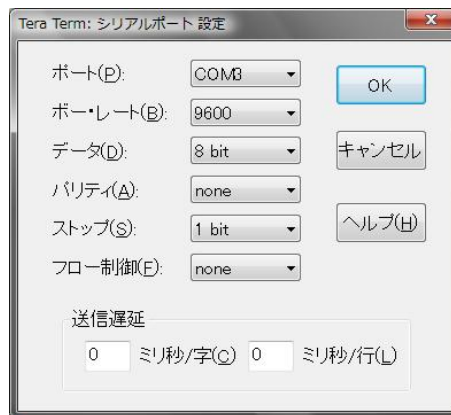 Tera Term: シリアルポート 設定
ポート(P): COM3
OK
ボー・レート(B): 9600
データ(D): 8 bit
キャンセル
パリティ(A): none
ストップ(S): 1 bit
ヘルプ(H)
フロー制御(F): none
送信遅延
0 ミリ秒/字(C) 0 ミリ秒/行(L)